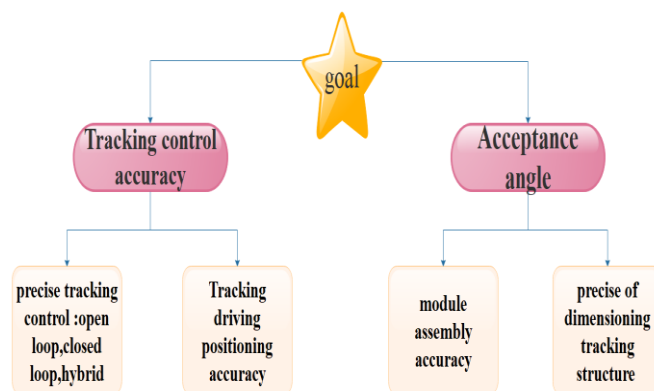 goal
Tracking control
accuracy
Acceptance
angle
precise tracking
control :open
loop,closed
loop,hybrid
Tracking
driving
positioning
accuracy
module
assembly
accuracy
precise of
dimensioning
tracking
structure